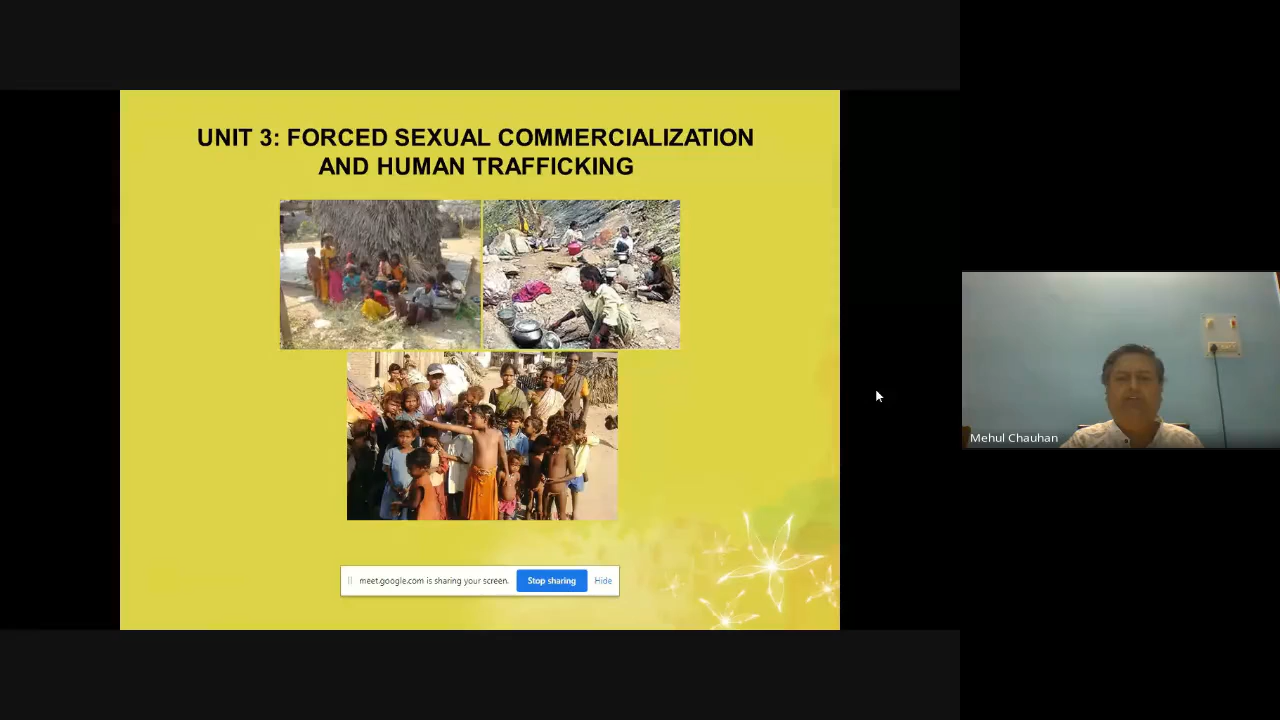 UNIT 3: FORCED SEXUAL COMMERCIALIZATION
AND HUMAN TRAFFICKING
meet.google.com is sharing your screen.
Stop sharing
Hide
Mehul Chauhan